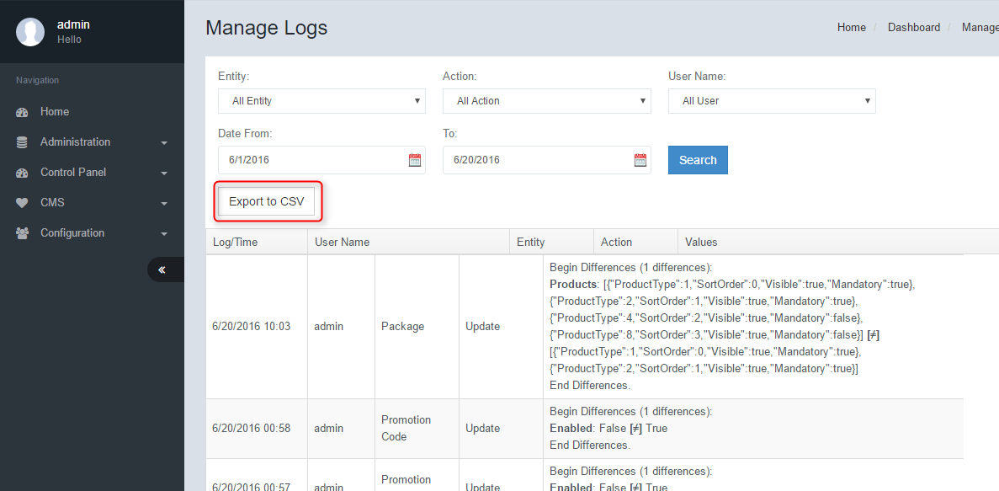 admin
Hello
Navigation
Home
Administration
Control Panel
CMS
Configuration
Manage Logs
Home / Dashboard / Manage
Entity: Action: User Name:
All Entity All Action All User
Date From: To:
6/1/2016 6/20/2016 Search
Export to CSV
Log/Time User Name Entity Action Values
Begin Differences (1 differences):
Products: [{"ProductType":1,"SortOrder":0,"Visible":true,"Mandatory":true},
{"ProductType":2,"SortOrder":1,"Visible":true,"Mandatory":true},
{"ProductType":4,"SortOrder":2,"Visible":true,"Mandatory":false},
6/20/2016 10:03 admin Package Update
{"ProductType":8,"SortOrder":3,"Visible":true,"Mandatory":false}] [≠]
[{"ProductType":1,"SortOrder":0,"Visible":true,"Mandatory":true},
{"ProductType":2,"SortOrder":1,"Visible":true,"Mandatory":true}]
End Differences.
6/20/2016 00:58 admin Promotion Code Update
Begin Differences (1 differences):
Enabled: False [≠] True
End Differences.
6/20/2016 00:57 admin Promotion Update
Begin Differences (1 differences):
Enabled: False [≠] True